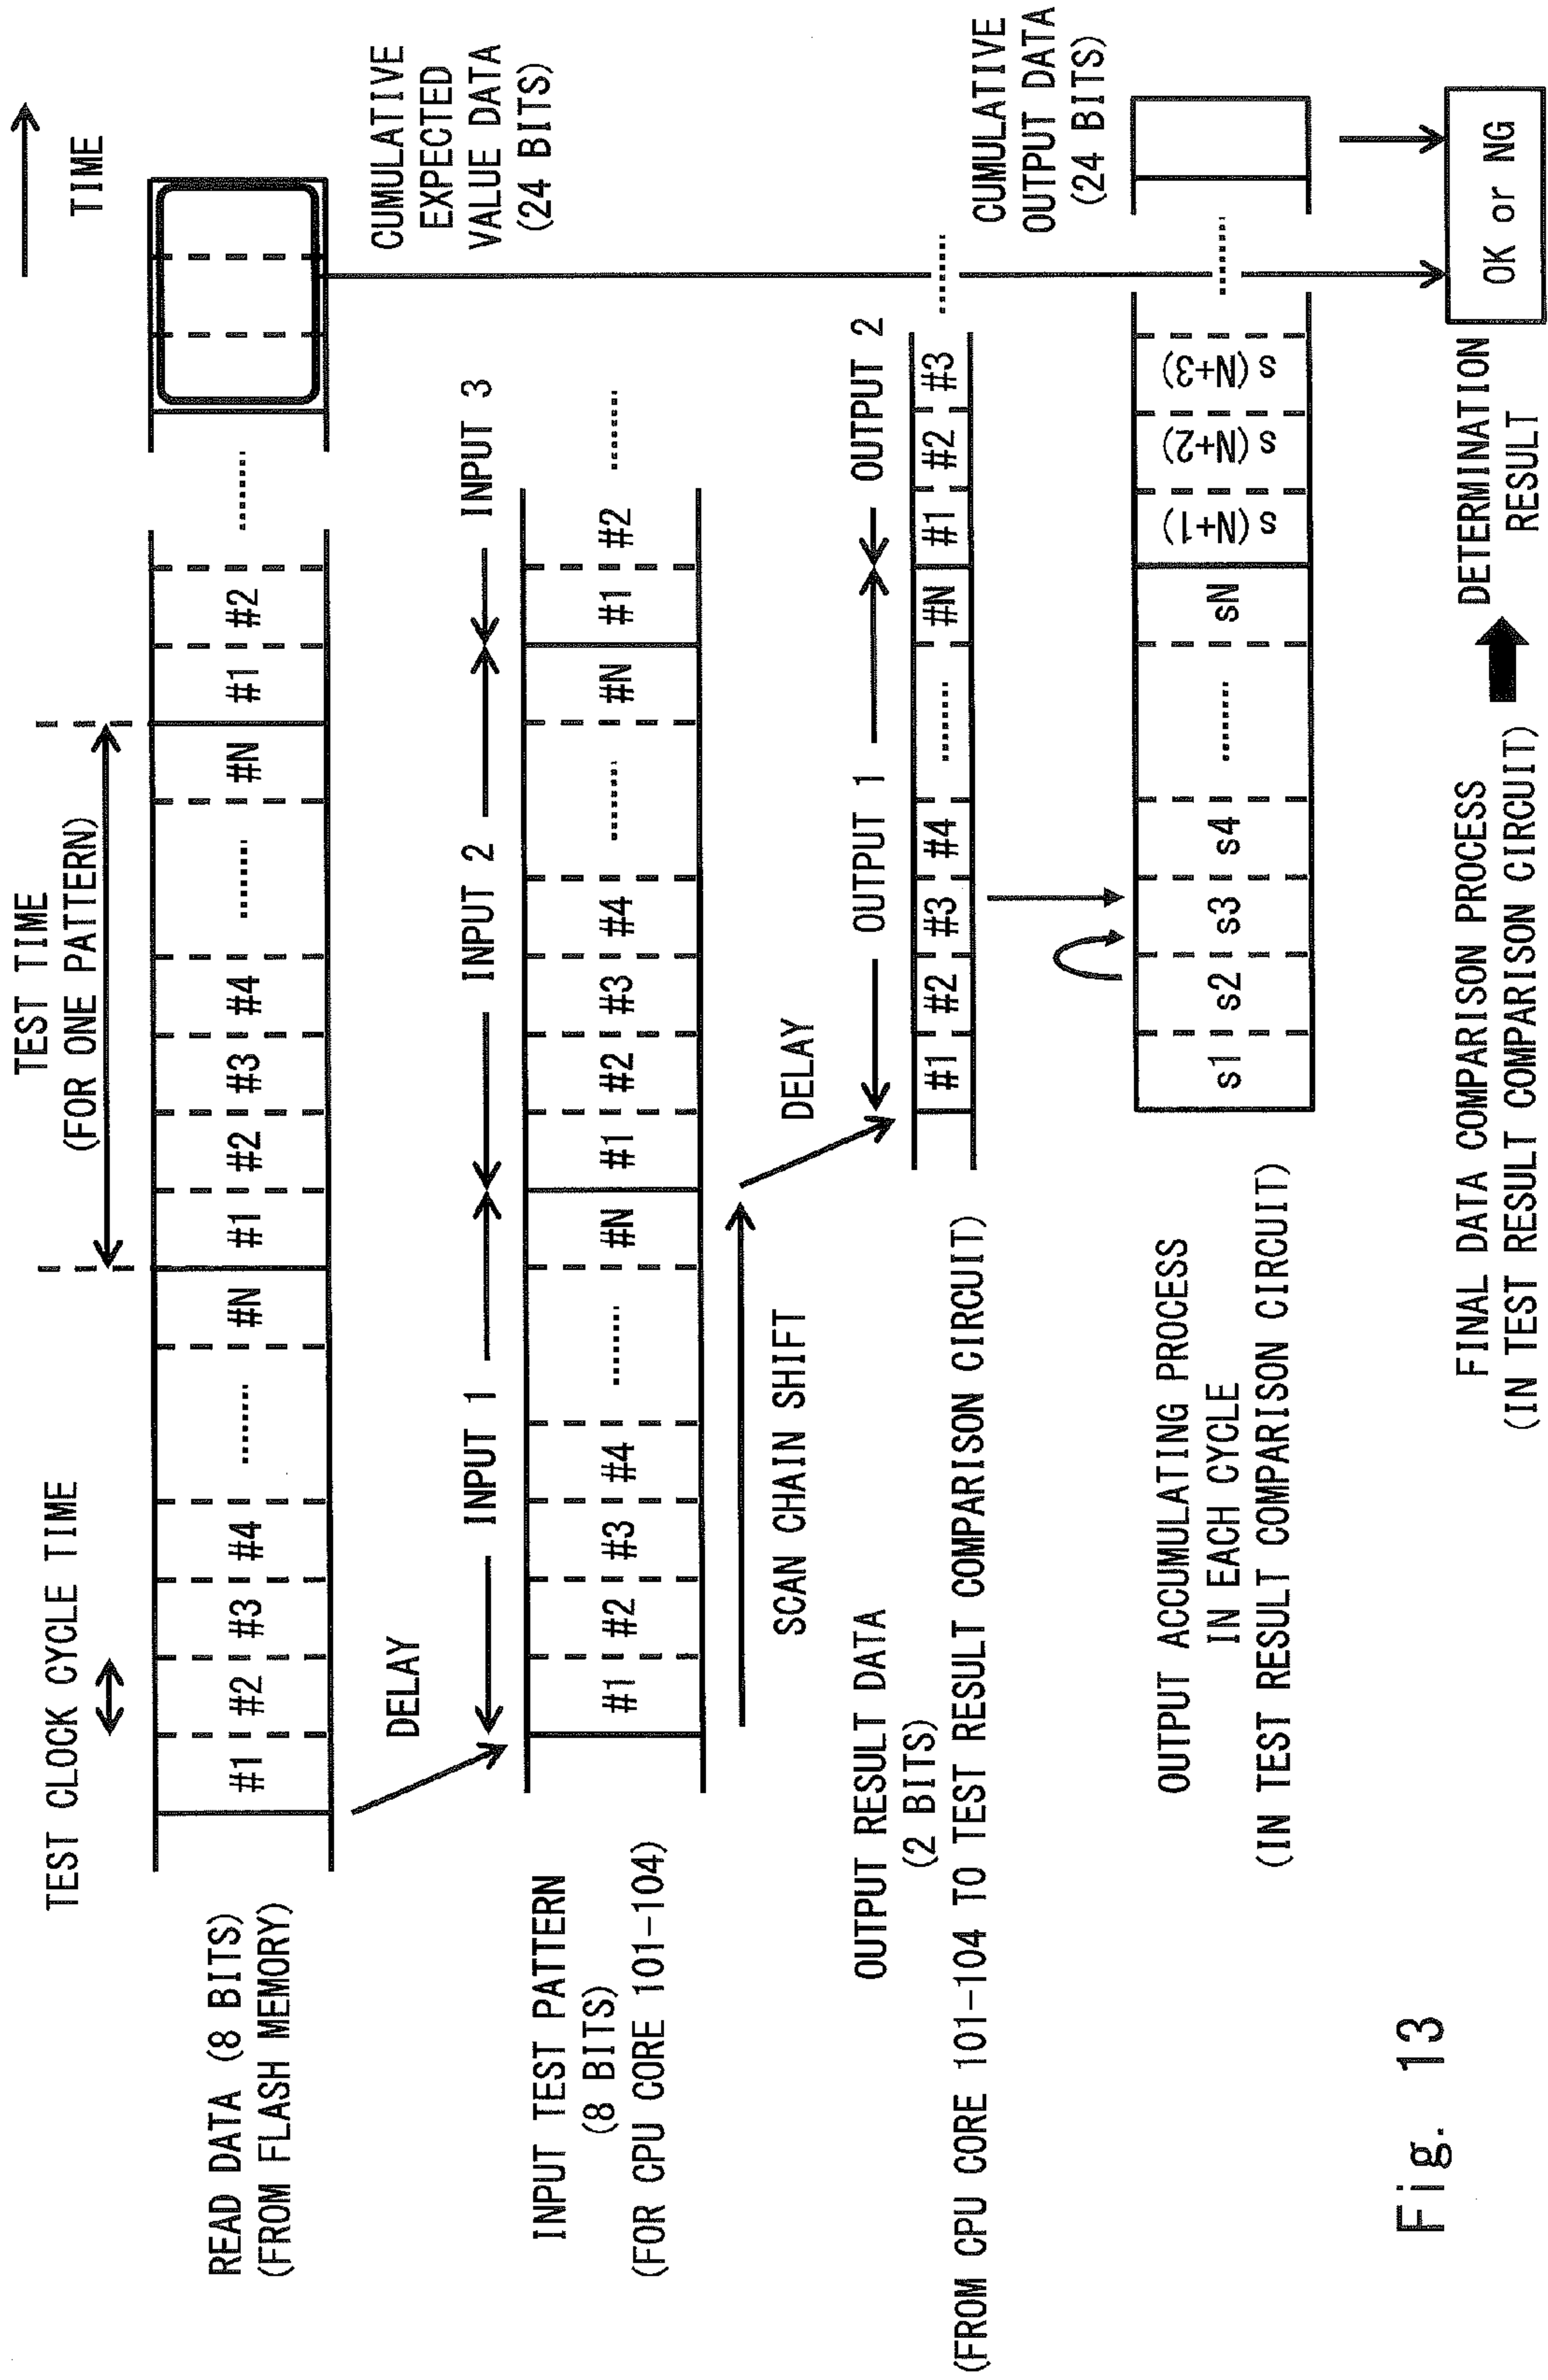 TIME
TEST TIME
(FOR ONE PATTERN)
TEST CLOCK CYCLE TIME
READ DATA (8 BITS)
(FROM FLASH MEMORY)
#1 #2 #3 #4 ........ #N #1 #2 #3 #4 ........ #N #1 #2 ........
CUMULATIVE
EXPECTED
VALUE DATA
(24 BITS)
DELAY
INPUT 1 INPUT 2 INPUT 3
INPUT TEST PATTERN
(8 BITS)
(FOR CPU CORE 101-104)
#1 #2 #3 #4 ........ #N #1 #2 #3 #4 ........ #N #1 #2 ........
SCAN CHAIN SHIFT
DELAY
OUTPUT 1 OUTPUT 2
OUTPUT RESULT DATA
(2 BITS)
(FROM CPU CORE 101-104 TO TEST RESULT COMPARISON CIRCUIT)
#1 #2 #3 #4 ........ #N #1 #2 #3 ........
CUMULATIVE
OUTPUT DATA
(24 BITS)
OUTPUT ACCUMULATING PROCESS
IN EACH CYCLE
(IN TEST RESULT COMPARISON CIRCUIT)
s1 s2 s3 s4 ........ sN s(N+1) s(N+2) s(N+3) ........
FINAL DATA COMPARISON PROCESS
(IN TEST RESULT COMPARISON CIRCUIT)
DETERMINATION
RESULT
OK or NG
Fig. 13